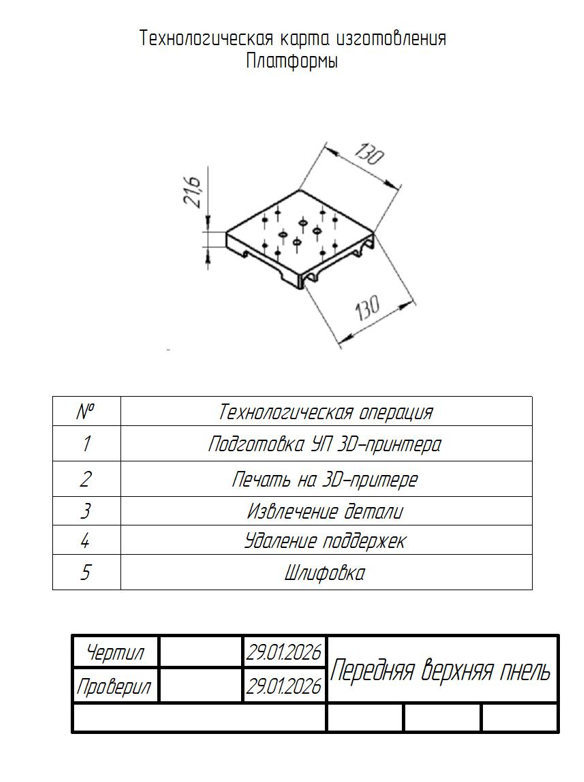 Технологическая карта изготовления
Платформы
130
21,6
130
№ Технологическая операция
1 Подготовка УП 3D-принтера
2 Печать на 3D-притере
3 Извлечение детали
4 Удаление поддержек
5 Шлифовка
Чертил 29.01.2026
Передняя верхняя пнель
Проверил 29.01.2026